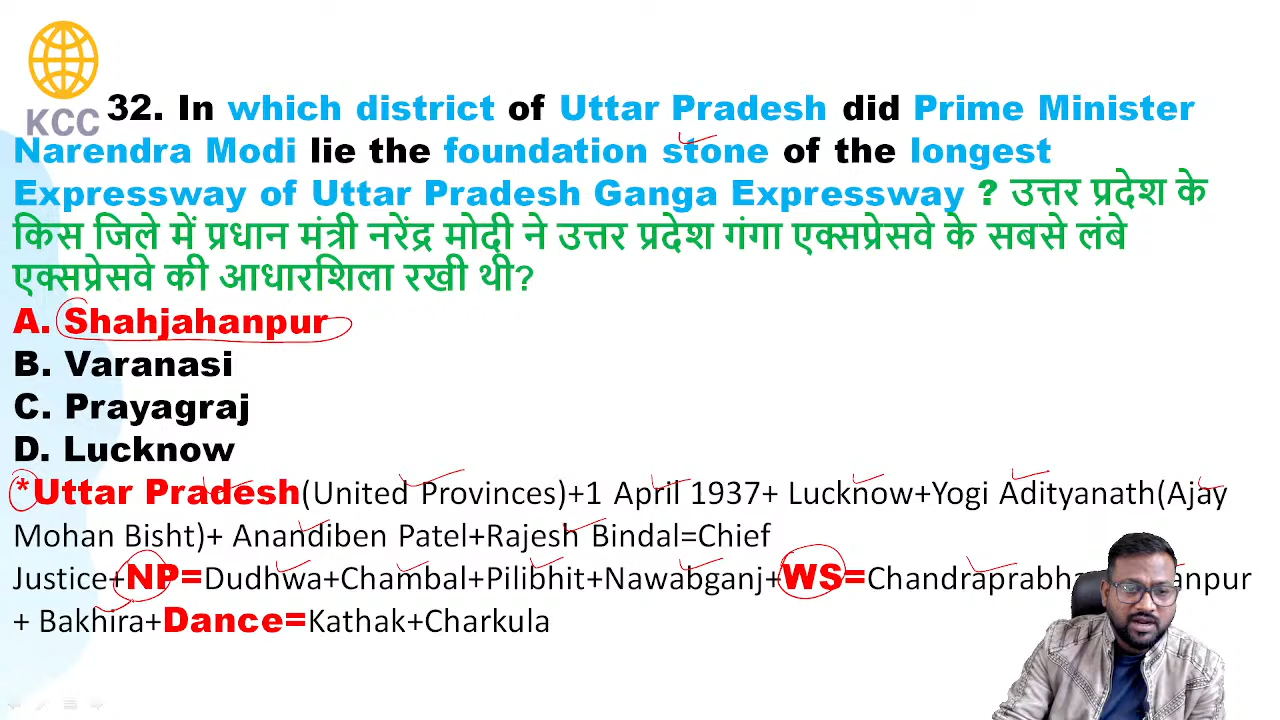 KCC
32. In which district of Uttar Pradesh did Prime Minister
Narendra Modi lie the foundation stone of the longest
Expressway of Uttar Pradesh Ganga Expressway ? उत्तर प्रदेश के
किस जिले में प्रधान मंत्री नरेंद्र मोदी ने उत्तर प्रदेश गंगा एक्सप्रेसवे के सबसे लंबे
एक्सप्रेसवे की आधारशिला रखी थी?
A. Shahjahanpur
B. Varanasi
C. Prayagraj
D. Lucknow
*Uttar Pradesh(United Provinces)+1 April 1937+ Lucknow+Yogi Adityanath(Ajay
Mohan Bisht)+ Anandiben Patel+Rajesh Bindal=Chief
Justice+NP=Dudhwa+Chambal+Pilibhit+Nawabganj+WS=
+ Bakhira+Dance=Kathak+Charkula